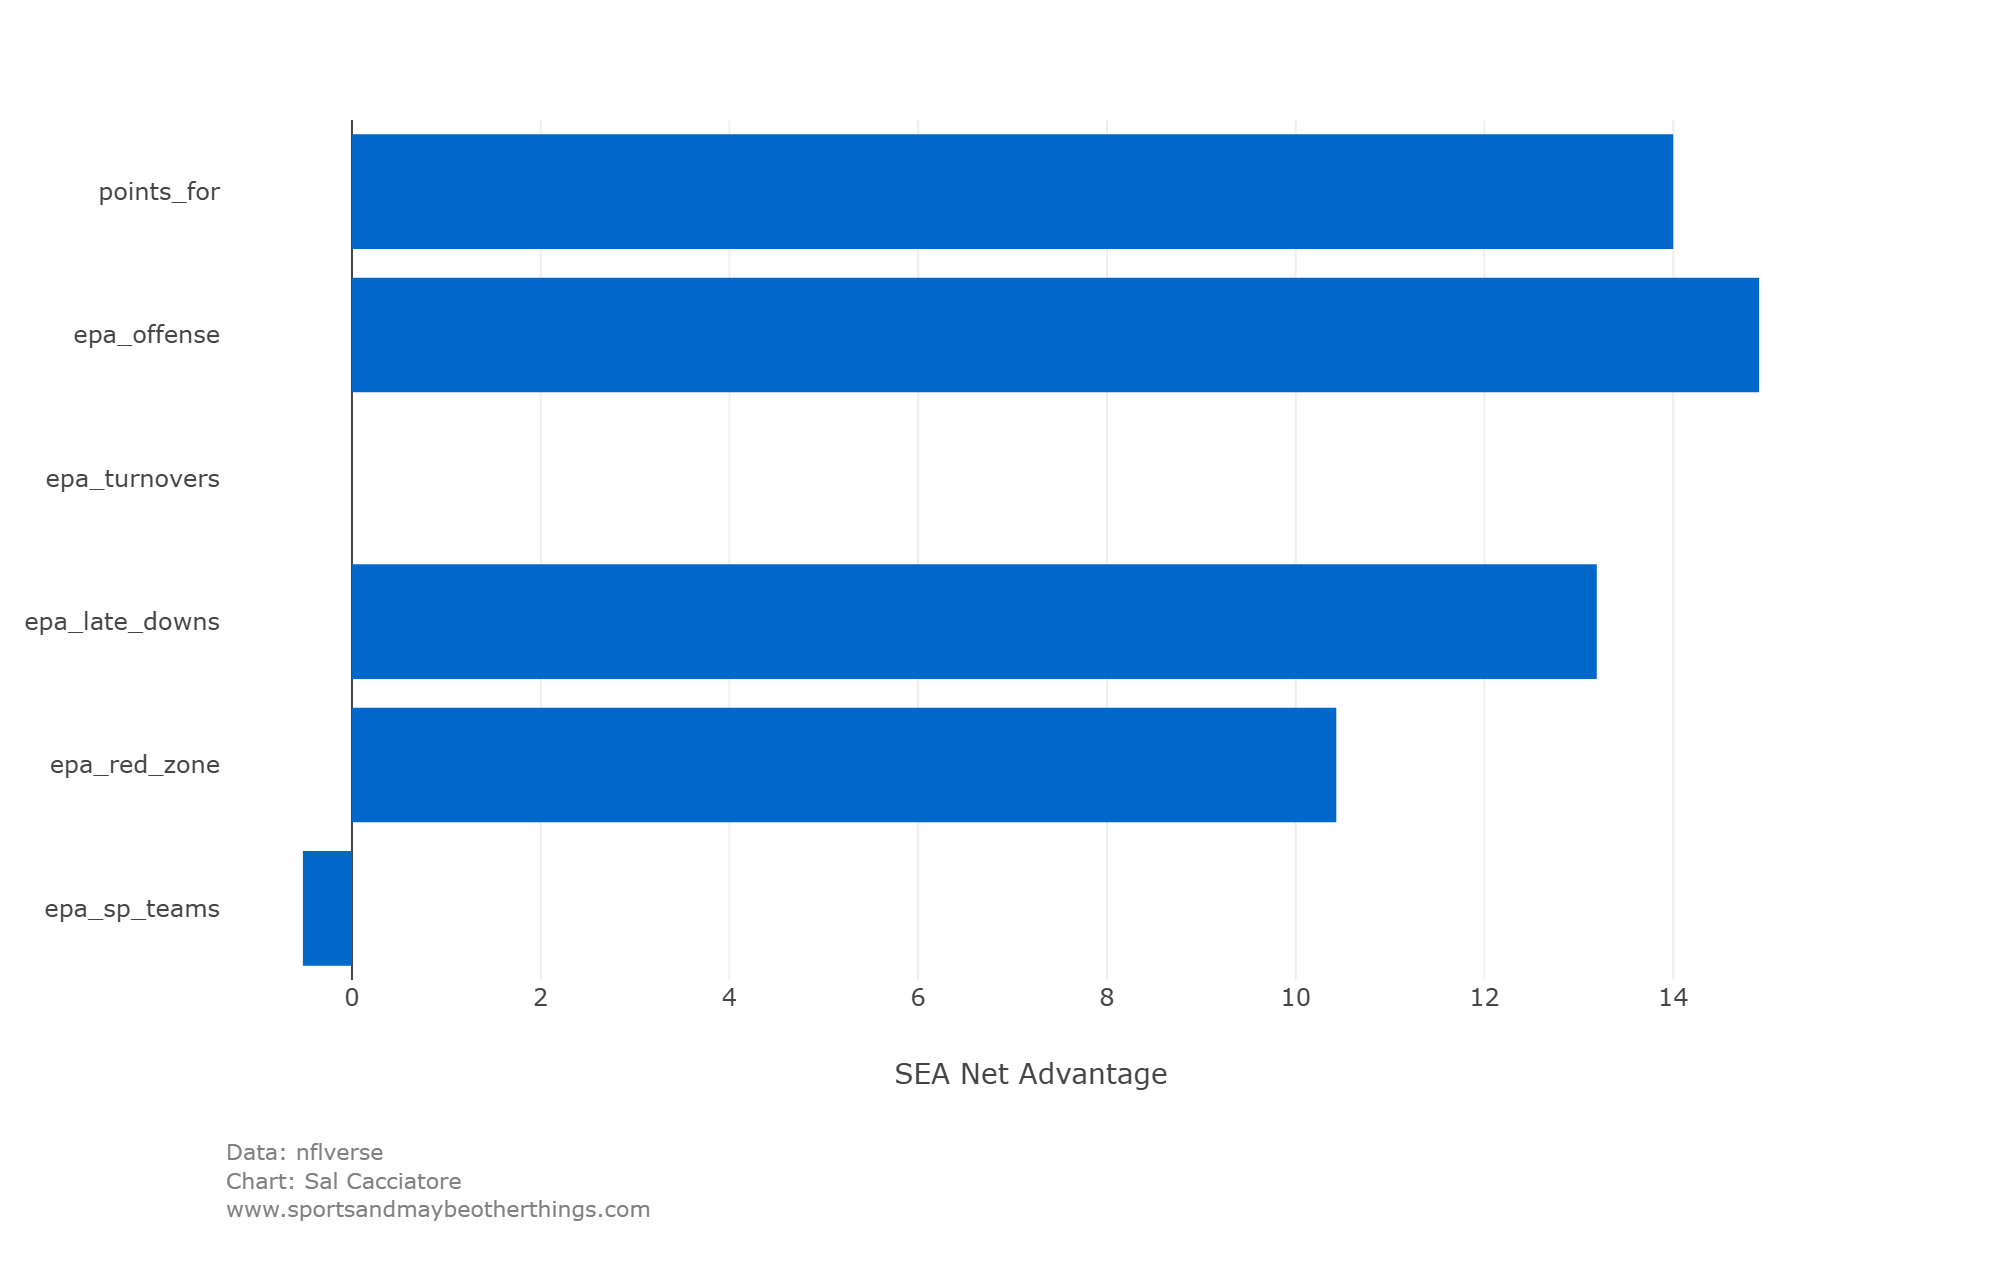 points_for
epa_offense
epa_turnovers
epa_late_downs
epa_red_zone
epa_sp_teams
0 2 4 6 8 10 12 14
SEA Net Advantage
Data: nflverse
Chart: Sal Cacciatore
www.sportsandmaybeotherthings.com